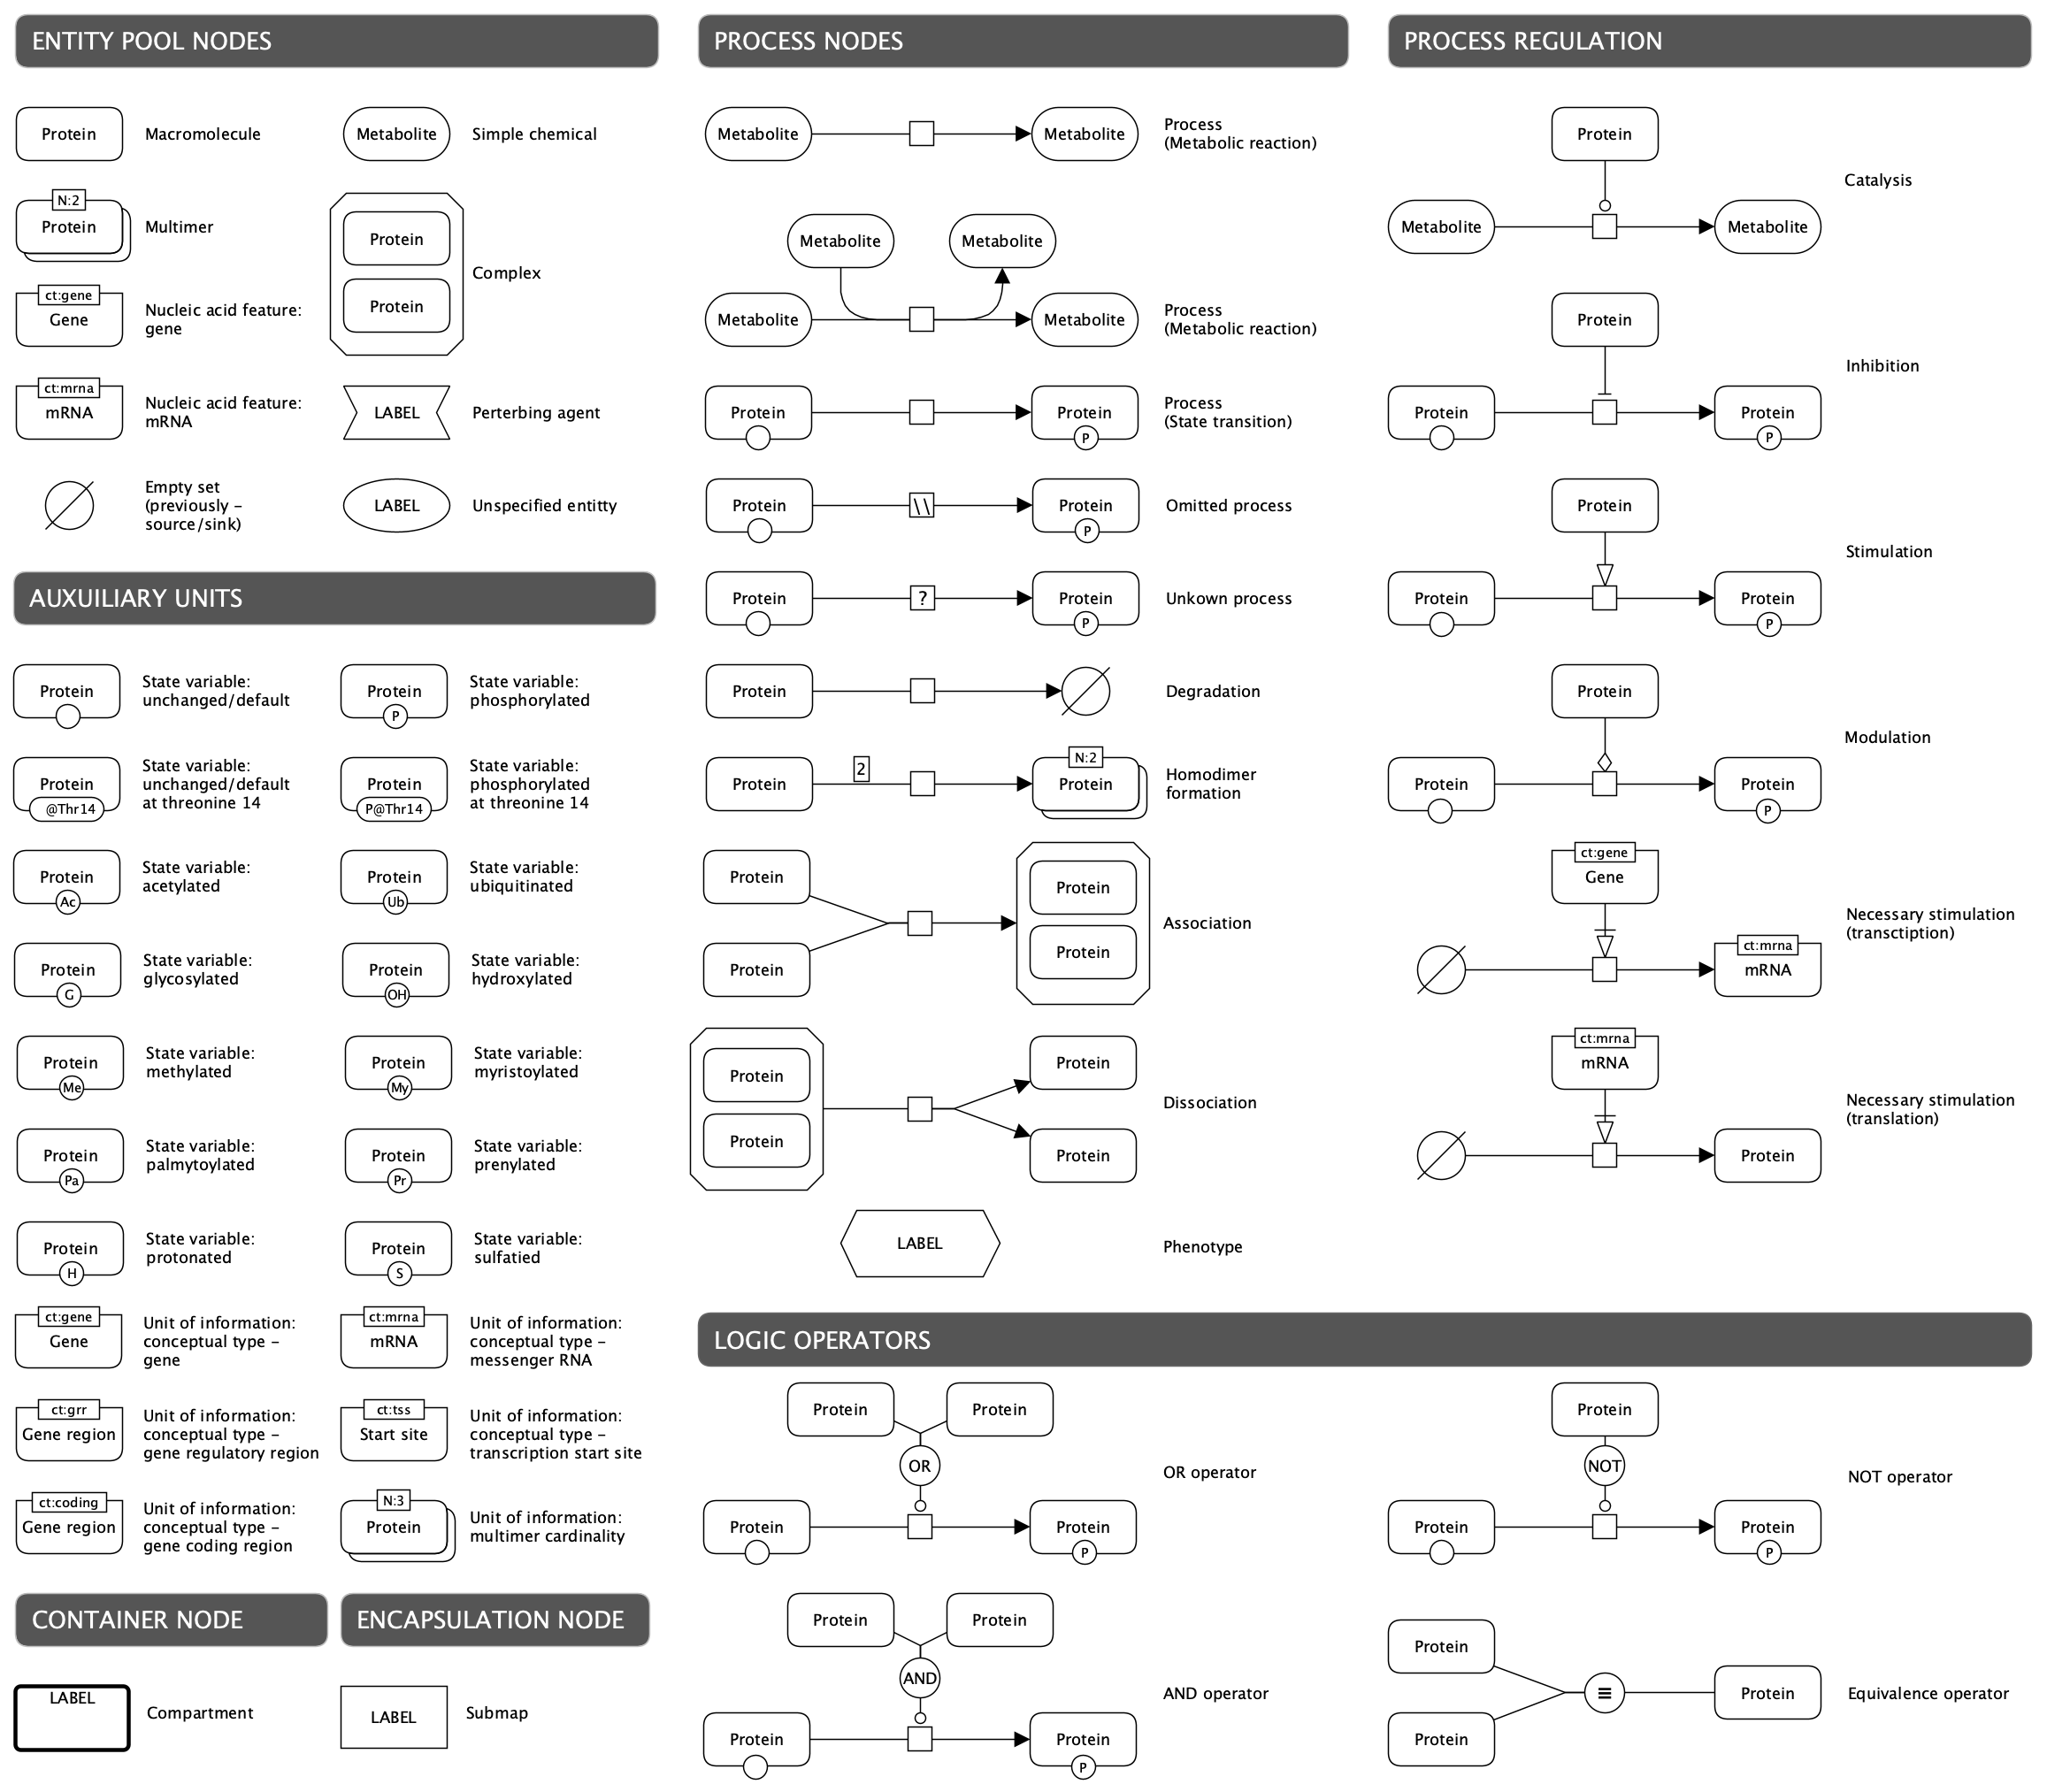 ENTITY POOL NODES
Protein
Macromolecule
Metabolite
Simple chemical
N:2
Protein
Multimer
Protein
Protein
Complex
ct:gene
Gene
Nucleic acid feature:
gene
ct:mrna
mRNA
Nucleic acid feature:
mRNA
LABEL
Perterbing agent
Empty set
(previously –
source/sink)
LABEL
Unspecified entitty
AUXUILIARY UNITS
Protein
State variable:
unchanged/default
Protein
P
State variable:
phosphorylated
Protein
@Thr14
State variable:
unchanged/default
at threonine 14
Protein
P@Thr14
State variable:
phosphorylated
at threonine 14
Protein
Ac
State variable:
acetylated
Protein
Ub
State variable:
ubiquitinated
Protein
G
State variable:
glycosylated
Protein
OH
State variable:
hydroxylated
Protein
Me
State variable:
methylated
Protein
My
State variable:
myristoylated
Protein
Pa
State variable:
palmytoylated
Protein
Pr
State variable:
prenylated
Protein
H
State variable:
protonated
Protein
S
State variable:
sulfatied
ct:gene
Gene
Unit of information:
conceptual type –
gene
ct:mrna
mRNA
Unit of information:
conceptual type –
messenger RNA
ct:grr
Gene region
Unit of information:
conceptual type –
gene regulatory region
ct:tss
Start site
Unit of information:
conceptual type –
transcription start site
ct:coding
Gene region
Unit of information:
conceptual type –
gene coding region
N:3
Protein
Unit of information:
multimer cardinality
CONTAINER NODE
LABEL
Compartment
ENCAPSULATION NODE
LABEL
Submap
PROCESS NODES
Metabolite
Metabolite
Process
(Metabolic reaction)
Metabolite
Metabolite
Metabolite
Metabolite
Process
(Metabolic reaction)
Protein
Protein
P
Process
(State transition)
Protein
\\
Protein
P
Omitted process
Protein
?
Protein
P
Unkown process
Protein
Degradation
Protein
2
N:2
Protein
Homodimer
formation
Protein
Protein
Protein
Protein
Association
Protein
Protein
Protein
Protein
Dissociation
LABEL
Phenotype
PROCESS REGULATION
Protein
Metabolite
Metabolite
Catalysis
Protein
Protein
Protein
P
Inhibition
Protein
Protein
Protein
P
Stimulation
Protein
Protein
Protein
P
Modulation
ct:gene
Gene
ct:mrna
mRNA
Necessary stimulation
(transctiption)
ct:mrna
mRNA
Protein
Necessary stimulation
(translation)
LOGIC OPERATORS
Protein
Protein
OR
Protein
Protein
P
OR operator
Protein
NOT
Protein
Protein
P
NOT operator
Protein
Protein
AND
Protein
Protein
P
AND operator
Protein
Protein
≡
Protein
Equivalence operator